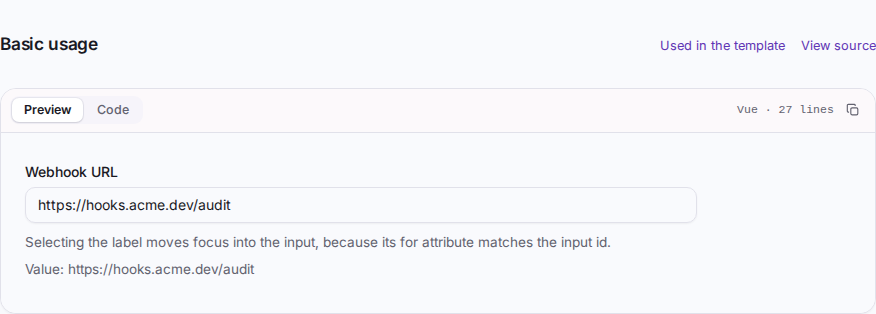 Basic usage
Used in the template View source
Preview Code
Vue · 27 lines
Webhook URL
https://hooks.acme.dev/audit
Selecting the label moves focus into the input, because its for attribute matches the input id.
Value: https://hooks.acme.dev/audit